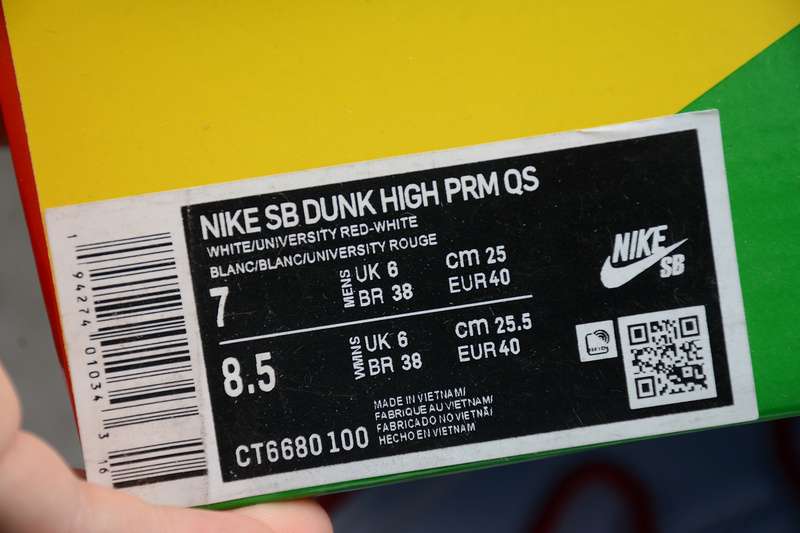 NIKE SB DUNK HIGH PRM QS
WHITE/UNIVERSITY RED-WHITE
BLANC/BLANC/UNIVERSITY ROUGE
7 MENS UK 6 cm 25
BR 38 EUR 40
8.5 WMNS UK 6 cm 25.5
BR 38 EUR 40
MADE IN VIETNAM/
FABRIQUE AU VIETNAM/
FABRICADO NO VIETNÃ/
HECHO EN VIETNAM
CT6680 100
NIKE
SB
1 94274 01034 3 16